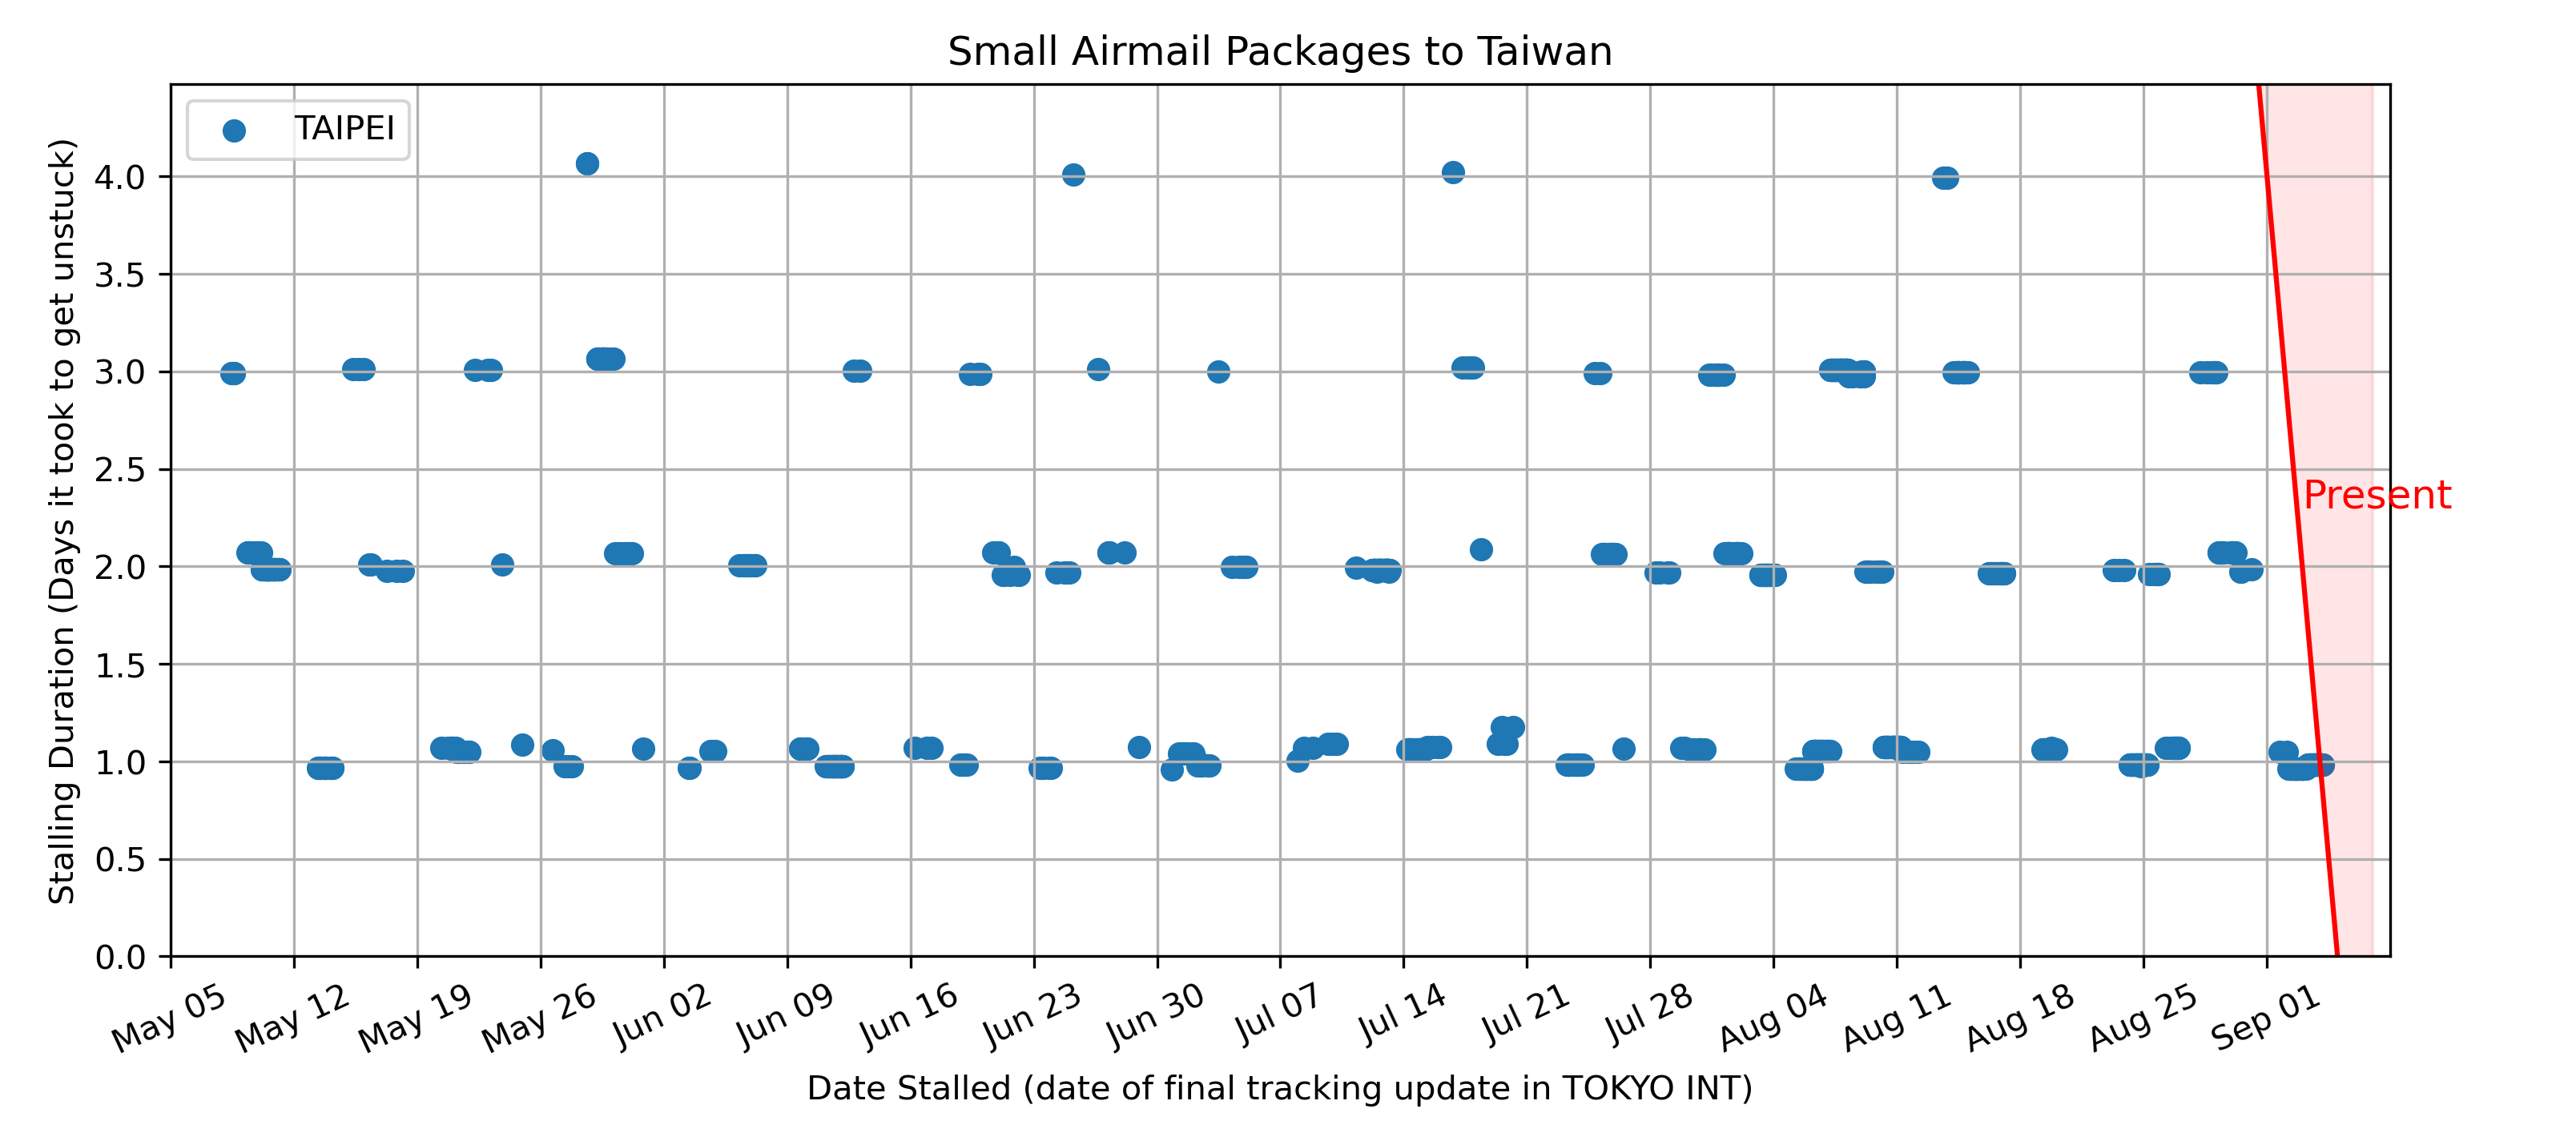 Small Airmail Packages to Taiwan
TAIPEI
Stalling Duration (Days it took to get unstuck)
4.0
3.5
3.0
2.5
2.0
1.5
1.0
0.5
0.0
Present
May 05
May 12
May 19
May 26
Jun 02
Jun 09
Jun 16
Jun 23
Jun 30
Jul 07
Jul 14
Jul 21
Jul 28
Aug 04
Aug 11
Aug 18
Aug 25
Sep 01
Date Stalled (date of final tracking update in TOKYO INT)